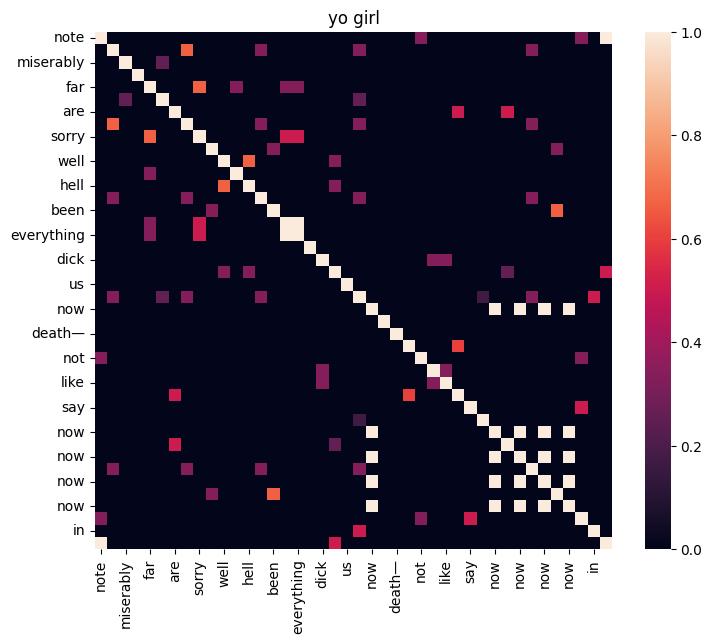 yo girl
note
miserably
far
are
sorry
well
hell
been
everything
dick
us
now
death—
not
like
say
now
now
now
now
in
1.0
0.8
0.6
0.4
0.2
0.0
note
miserably
far
are
sorry
well
hell
been
everything
dick
us
now
death—
not
like
say
now
now
now
now
in